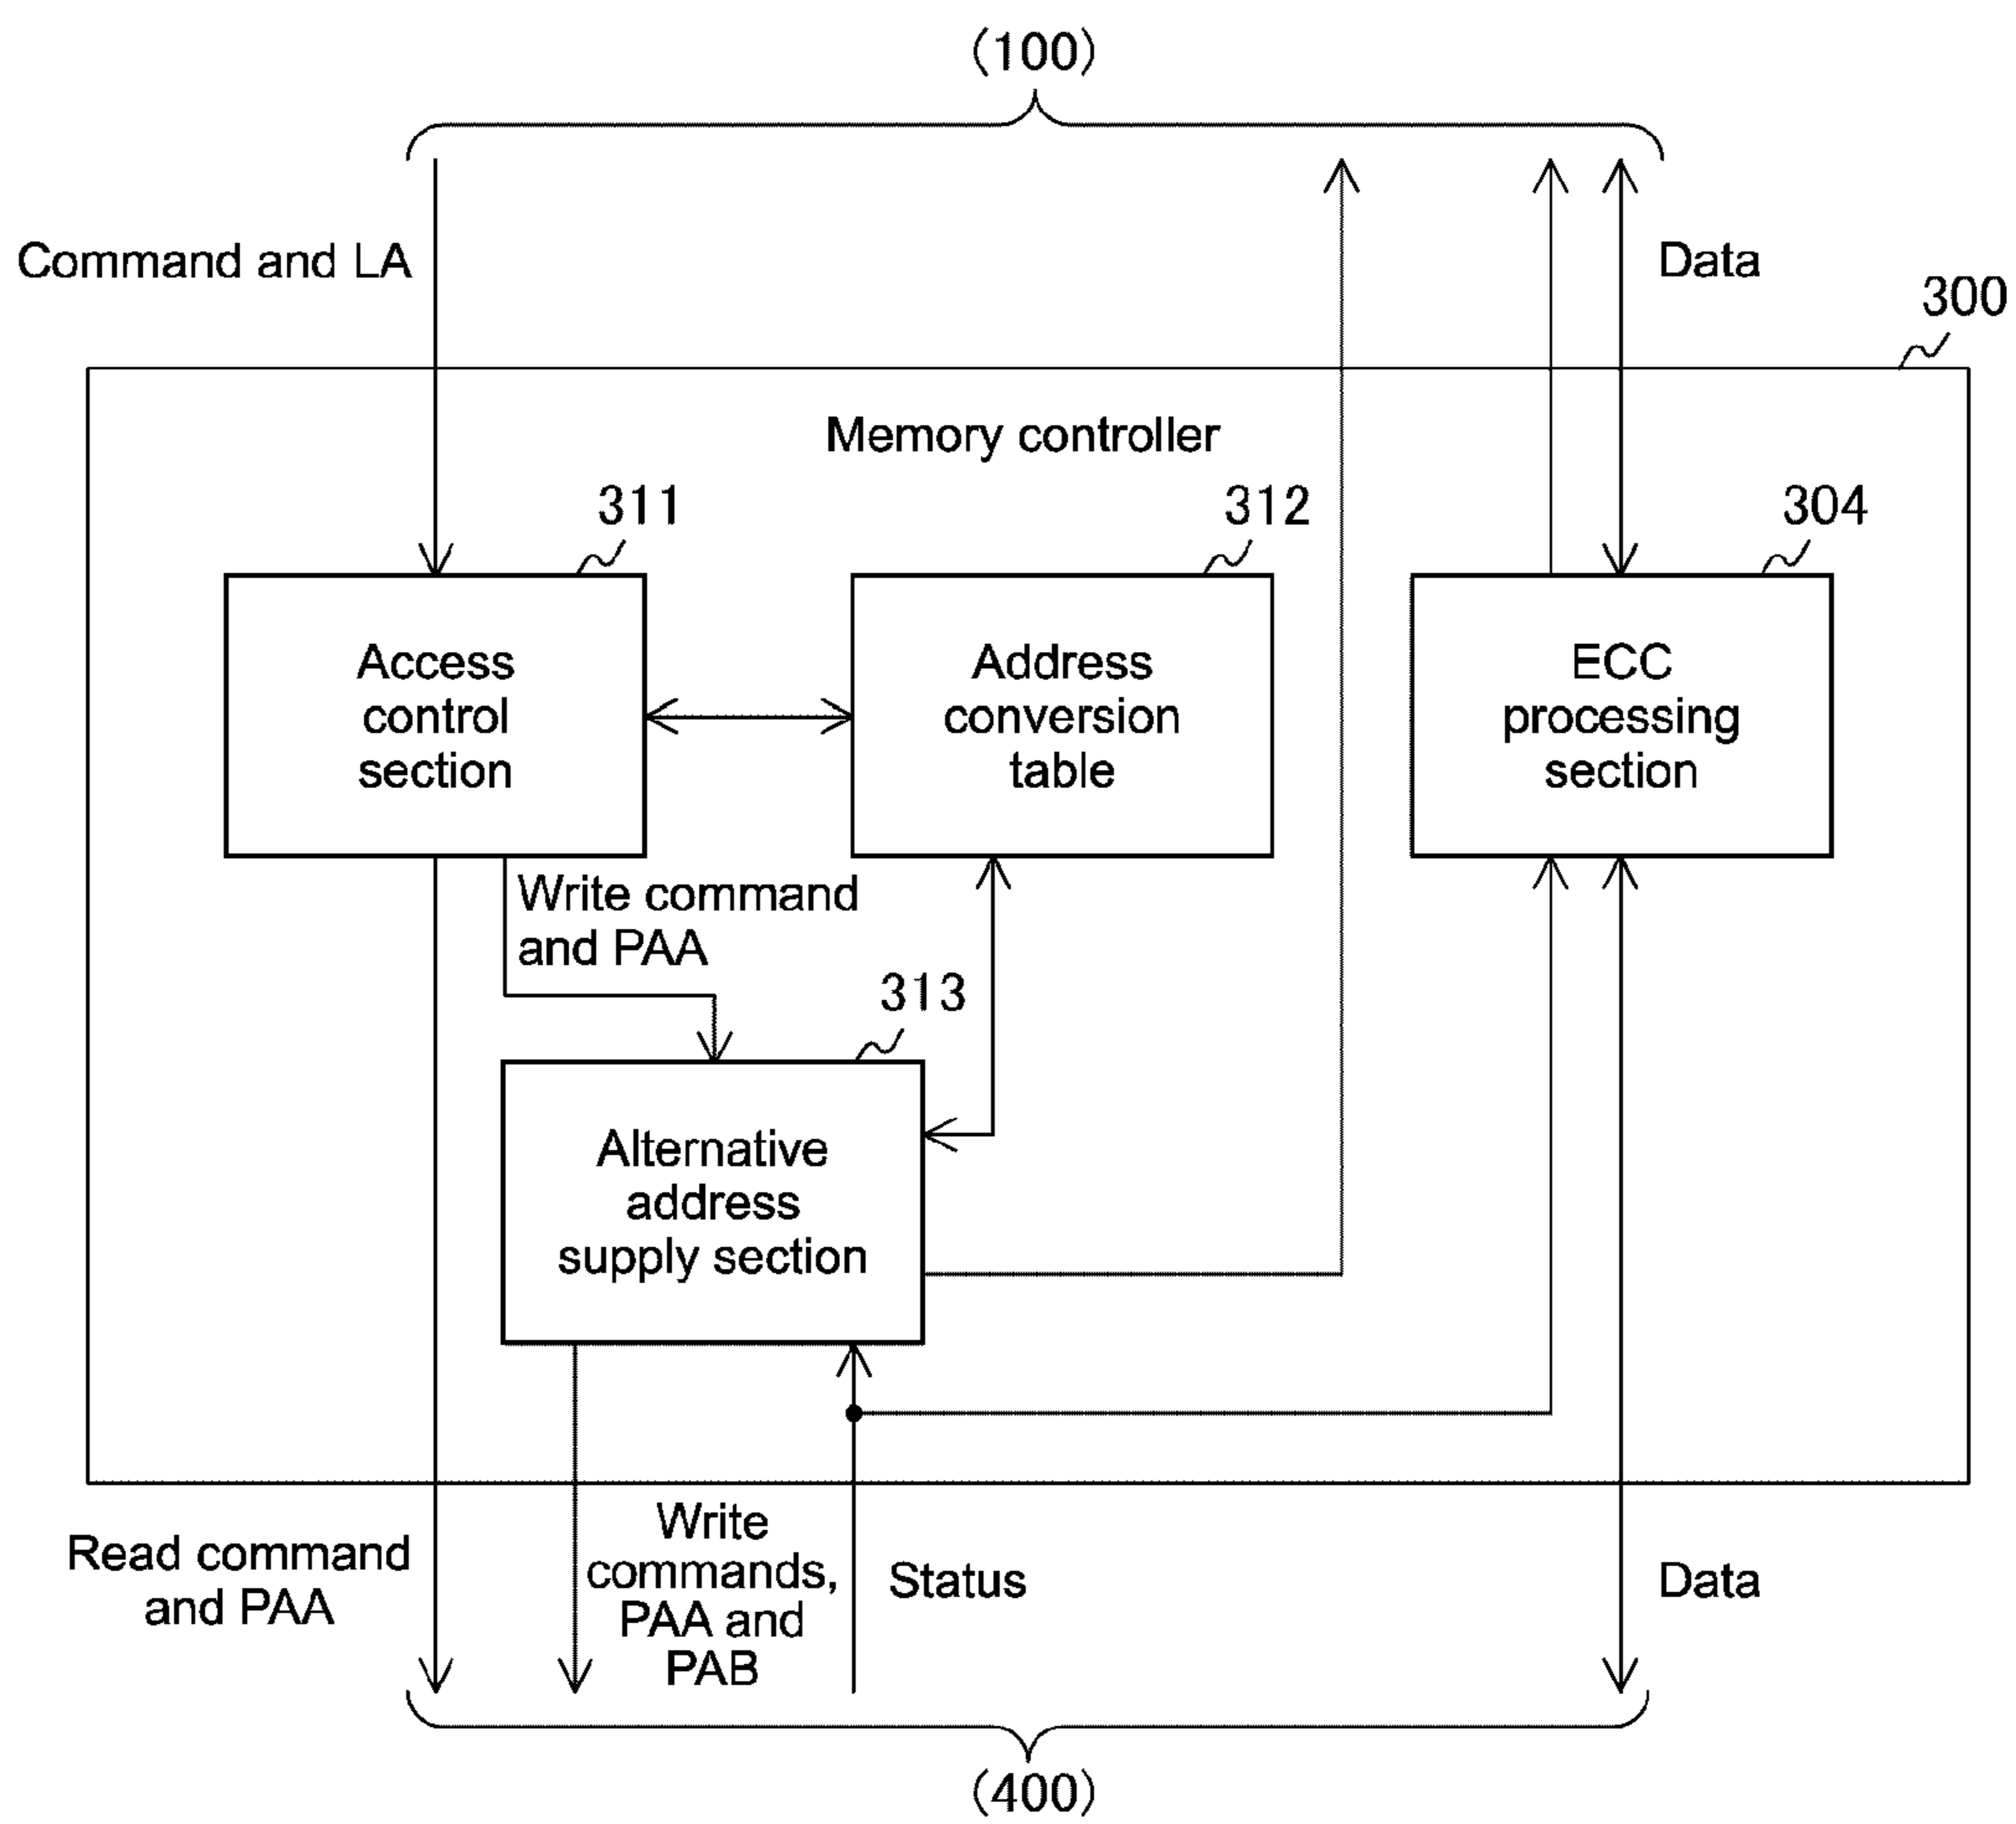 (100)
Command and LA
Data
300
Memory controller
311
312
304
Access
control
section
Address
conversion
table
ECC
processing
section
Write command
and PAA
313
Alternative
address
supply section
Read command
and PAA
Write
commands,
PAA and
PAB
Status
Data
(400)